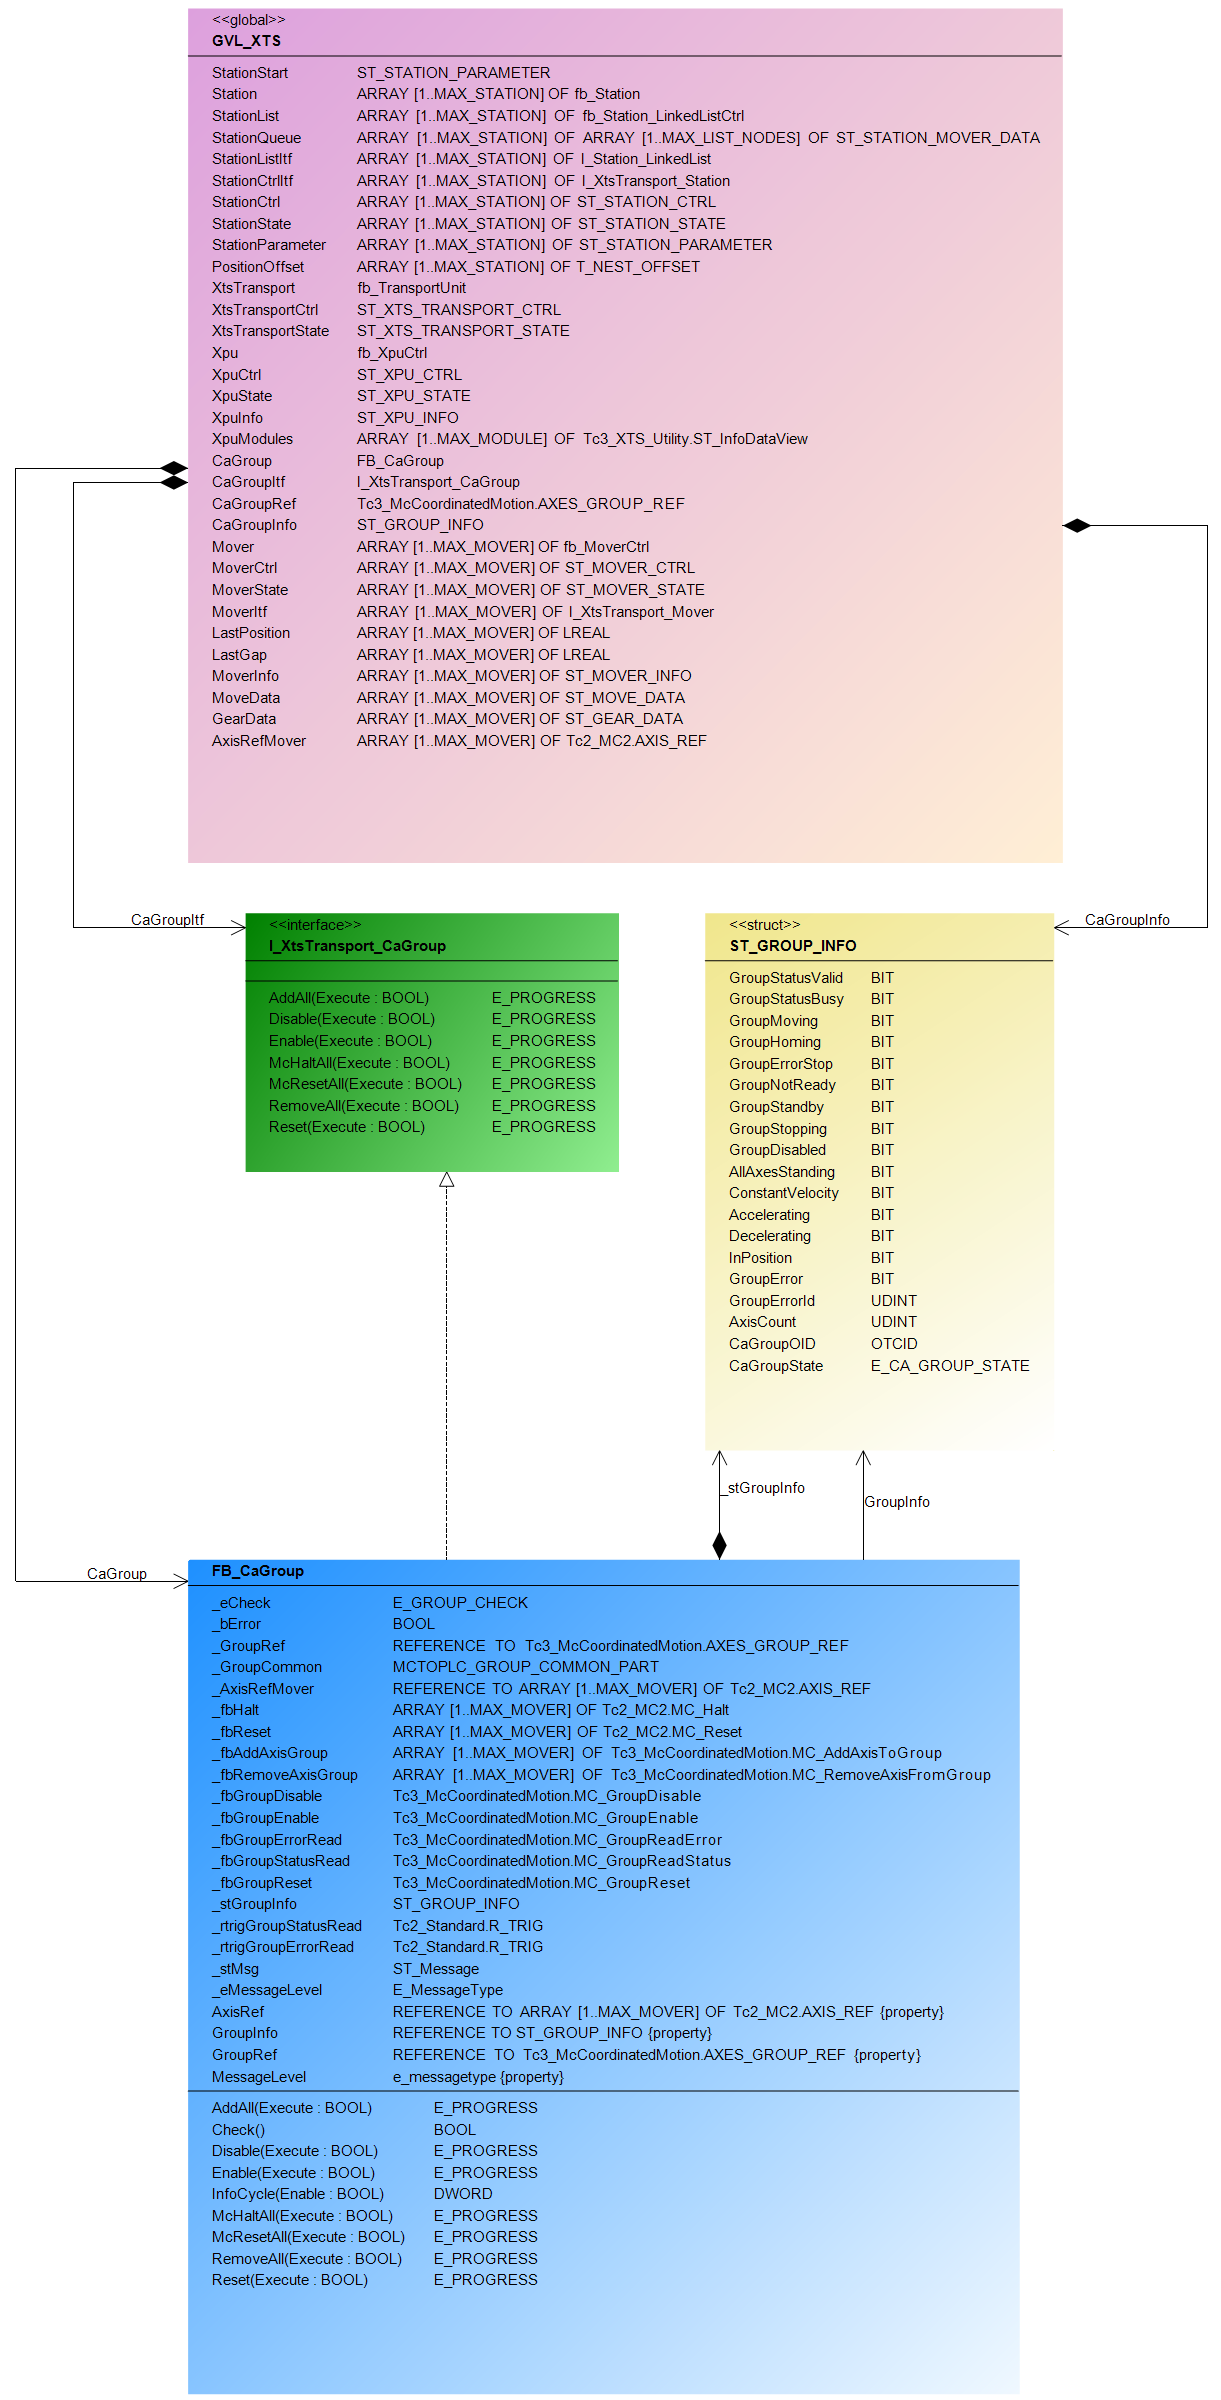 <<global>>
GVL_XTS
StationStart ST_STATION_PARAMETER
Station ARRAY [1..MAX_STATION] OF fb_Station
StationList ARRAY [1..MAX_STATION] OF fb_Station_LinkedListCtrl
StationQueue ARRAY [1..MAX_STATION] OF ARRAY [1..MAX_LIST_NODES] OF ST_STATION_MOVER_DATA
StationListItf ARRAY [1..MAX_STATION] OF I_Station_LinkedList
StationCtrlItf ARRAY [1..MAX_STATION] OF I_XtsTransport_Station
StationCtrl ARRAY [1..MAX_STATION] OF ST_STATION_CTRL
StationState ARRAY [1..MAX_STATION] OF ST_STATION_STATE
StationParameter ARRAY [1..MAX_STATION] OF ST_STATION_PARAMETER
PositionOffset ARRAY [1..MAX_STATION] OF T_NEST_OFFSET
XtsTransport fb_TransportUnit
XtsTransportCtrl ST_XTS_TRANSPORT_CTRL
XtsTransportState ST_XTS_TRANSPORT_STATE
Xpu fb_XpuCtrl
XpuCtrl ST_XPU_CTRL
XpuState ST_XPU_STATE
XpuInfo ST_XPU_INFO
XpuModules ARRAY [1..MAX_MODULE] OF Tc3_XTS_Utility.ST_InfoDataView
CaGroup FB_CaGroup
CaGroupItf I_XtsTransport_CaGroup
CaGroupRef Tc3_McCoordinatedMotion.AXES_GROUP_REF
CaGroupInfo ST_GROUP_INFO
Mover ARRAY [1..MAX_MOVER] OF fb_MoverCtrl
MoverCtrl ARRAY [1..MAX_MOVER] OF ST_MOVER_CTRL
MoverState ARRAY [1..MAX_MOVER] OF ST_MOVER_STATE
MoverItf ARRAY [1..MAX_MOVER] OF I_XtsTransport_Mover
LastPosition ARRAY [1..MAX_MOVER] OF LREAL
LastGap ARRAY [1..MAX_MOVER] OF LREAL
MoverInfo ARRAY [1..MAX_MOVER] OF ST_MOVER_INFO
MoveData ARRAY [1..MAX_MOVER] OF ST_MOVE_DATA
GearData ARRAY [1..MAX_MOVER] OF ST_GEAR_DATA
AxisRefMover ARRAY [1..MAX_MOVER] OF Tc2_MC2.AXIS_REF
CaGroupItf
CaGroupInfo
<<interface>>
I_XtsTransport_CaGroup
AddAll(Execute : BOOL) E_PROGRESS
Disable(Execute : BOOL) E_PROGRESS
Enable(Execute : BOOL) E_PROGRESS
McHaltAll(Execute : BOOL) E_PROGRESS
McResetAll(Execute : BOOL) E_PROGRESS
RemoveAll(Execute : BOOL) E_PROGRESS
Reset(Execute : BOOL) E_PROGRESS
<<struct>>
ST_GROUP_INFO
GroupStatusValid BIT
GroupStatusBusy BIT
GroupMoving BIT
GroupHoming BIT
GroupErrorStop BIT
GroupNotReady BIT
GroupStandby BIT
GroupStopping BIT
GroupDisabled BIT
AllAxesStanding BIT
ConstantVelocity BIT
Accelerating BIT
Decelerating BIT
InPosition BIT
GroupError BIT
GroupErrorId UDINT
AxisCount UDINT
CaGroupOID OTCID
CaGroupState E_CA_GROUP_STATE
_stGroupInfo
GroupInfo
CaGroup
FB_CaGroup
_eCheck E_GROUP_CHECK
_bError BOOL
_GroupRef REFERENCE TO Tc3_McCoordinatedMotion.AXES_GROUP_REF
_GroupCommon MCTOPLC_GROUP_COMMON_PART
_AxisRefMover REFERENCE TO ARRAY [1..MAX_MOVER] OF Tc2_MC2.AXIS_REF
_fbHalt ARRAY [1..MAX_MOVER] OF Tc2_MC2.MC_Halt
_fbReset ARRAY [1..MAX_MOVER] OF Tc2_MC2.MC_Reset
_fbAddAxisGroup ARRAY [1..MAX_MOVER] OF Tc3_McCoordinatedMotion.MC_AddAxisToGroup
_fbRemoveAxisGroup ARRAY [1..MAX_MOVER] OF Tc3_McCoordinatedMotion.MC_RemoveAxisFromGroup
_fbGroupDisable Tc3_McCoordinatedMotion.MC_GroupDisable
_fbGroupEnable Tc3_McCoordinatedMotion.MC_GroupEnable
_fbGroupErrorRead Tc3_McCoordinatedMotion.MC_GroupReadError
_fbGroupStatusRead Tc3_McCoordinatedMotion.MC_GroupReadStatus
_fbGroupReset Tc3_McCoordinatedMotion.MC_GroupReset
_stGroupInfo ST_GROUP_INFO
_rtrigGroupStatusRead Tc2_Standard.R_TRIG
_rtrigGroupErrorRead Tc2_Standard.R_TRIG
_stMsg ST_Message
_eMessageLevel E_MessageType
AxisRef REFERENCE TO ARRAY [1..MAX_MOVER] OF Tc2_MC2.AXIS_REF {property}
GroupInfo REFERENCE TO ST_GROUP_INFO {property}
GroupRef REFERENCE TO Tc3_McCoordinatedMotion.AXES_GROUP_REF {property}
MessageLevel e_messagetype {property}
AddAll(Execute : BOOL) E_PROGRESS
Check() BOOL
Disable(Execute : BOOL) E_PROGRESS
Enable(Execute : BOOL) E_PROGRESS
InfoCycle(Enable : BOOL) DWORD
McHaltAll(Execute : BOOL) E_PROGRESS
McResetAll(Execute : BOOL) E_PROGRESS
RemoveAll(Execute : BOOL) E_PROGRESS
Reset(Execute : BOOL) E_PROGRESS